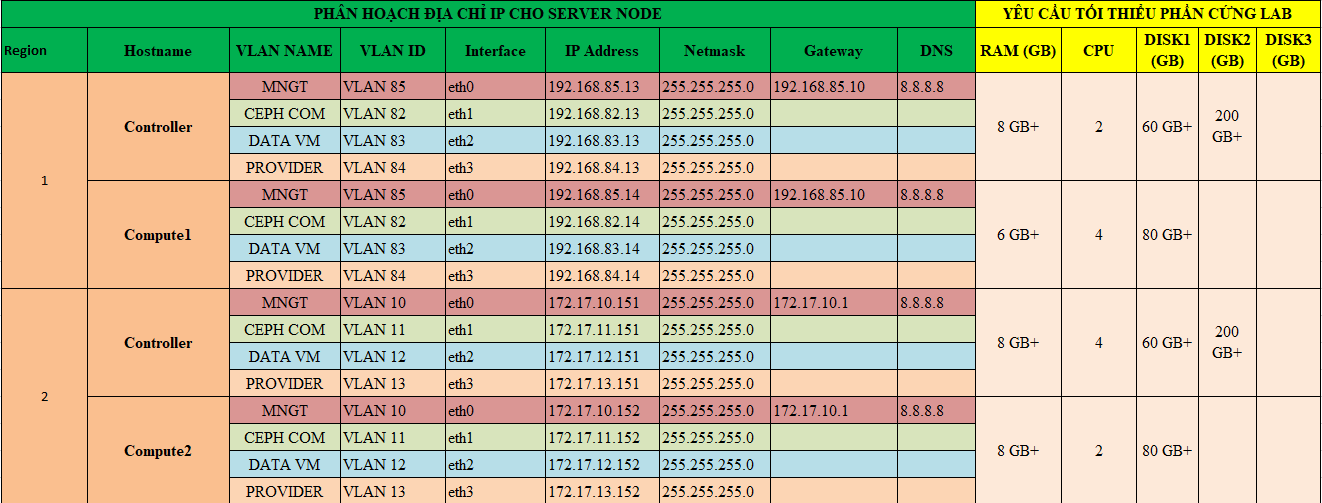 PHÂN HOẠCH ĐỊA CHỈ IP CHO SERVER NODE YÊU CẦU TỐI THIỂU PHẦN CỨNG LAB
Region Hostname VLAN NAME VLAN ID Interface IP Address Netmask Gateway DNS RAM (GB) CPU DISK1 (GB) DISK2 (GB) DISK3 (GB)
1 Controller MNGT VLAN 85 eth0 192.168.85.13 255.255.255.0 192.168.85.10 8.8.8.8 8 GB+ 2 60 GB+ 200 GB+
CEPH COM VLAN 82 eth1 192.168.82.13 255.255.255.0
DATA VM VLAN 83 eth2 192.168.83.13 255.255.255.0
PROVIDER VLAN 84 eth3 192.168.84.13 255.255.255.0
Compute1 MNGT VLAN 85 eth0 192.168.85.14 255.255.255.0 192.168.85.10 8.8.8.8 6 GB+ 4 80 GB+
CEPH COM VLAN 82 eth1 192.168.82.14 255.255.255.0
DATA VM VLAN 83 eth2 192.168.83.14 255.255.255.0
PROVIDER VLAN 84 eth3 192.168.84.14 255.255.255.0
2 Controller MNGT VLAN 10 eth0 172.17.10.151 255.255.255.0 172.17.10.1 8.8.8.8 8 GB+ 4 60 GB+ 200 GB+
CEPH COM VLAN 11 eth1 172.17.11.151 255.255.255.0
DATA VM VLAN 12 eth2 172.17.12.151 255.255.255.0
PROVIDER VLAN 13 eth3 172.17.13.151 255.255.255.0
Compute2 MNGT VLAN 10 eth0 172.17.10.152 255.255.255.0 172.17.10.1 8.8.8.8 8 GB+ 2 80 GB+
CEPH COM VLAN 11 eth1 172.17.11.152 255.255.255.0
DATA VM VLAN 12 eth2 172.17.12.152 255.255.255.0
PROVIDER VLAN 13 eth3 172.17.13.152 255.255.255.0